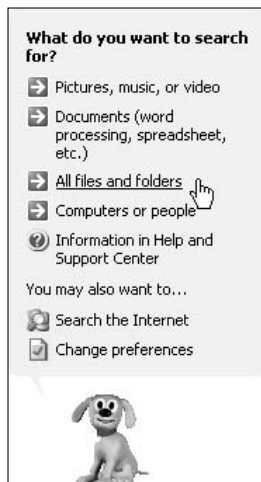 What do you want to search
for?
Pictures, music, or video
Documents (word
processing, spreadsheet,
etc.)
All files and folders
Computers or people
Information in Help and
Support Center
You may also want to...
Search the Internet
Change preferences